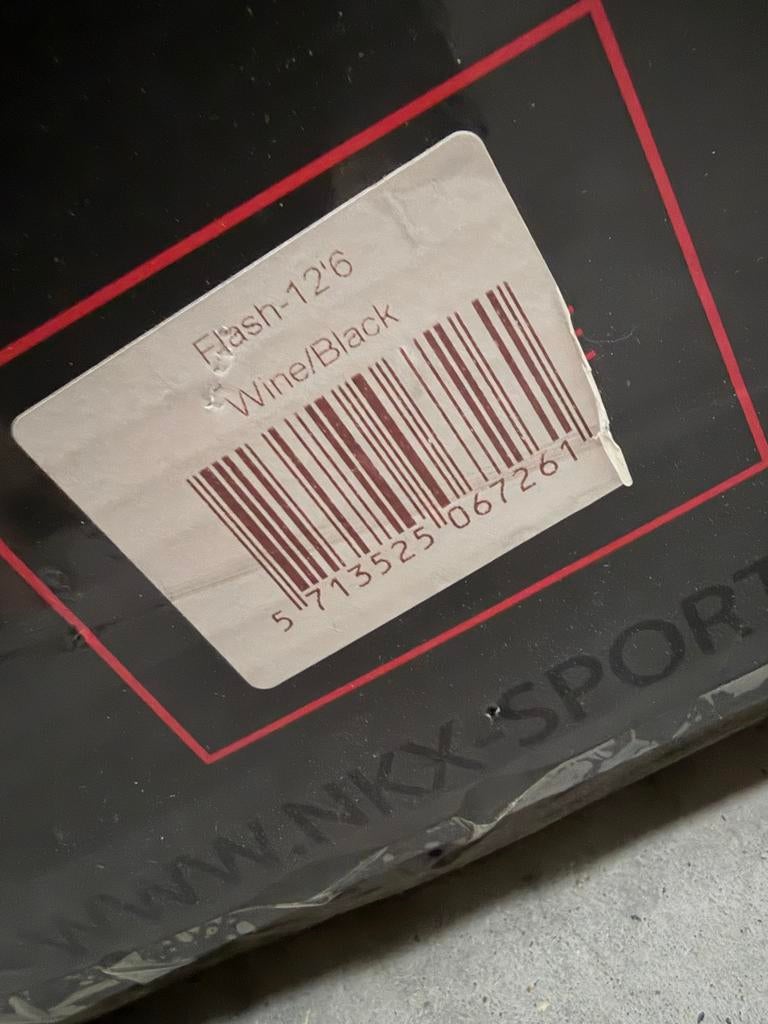 Flash-12'6
Wine/Black
5 713525 067261
WWW.NKX-SPORT